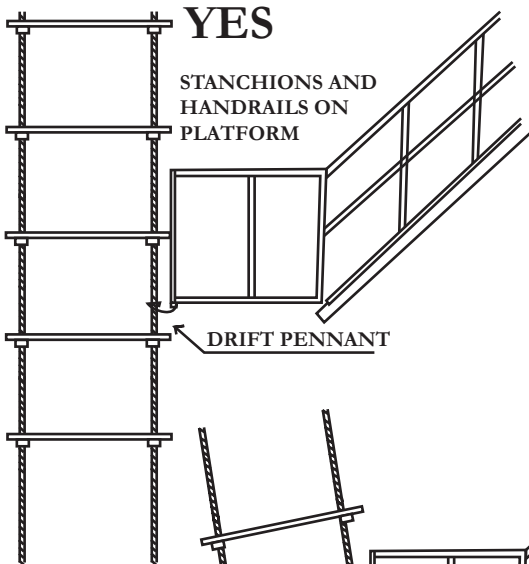 YES
STANCHIONS AND
HANDRAILS ON
PLATFORM
DRIFT PENNANT